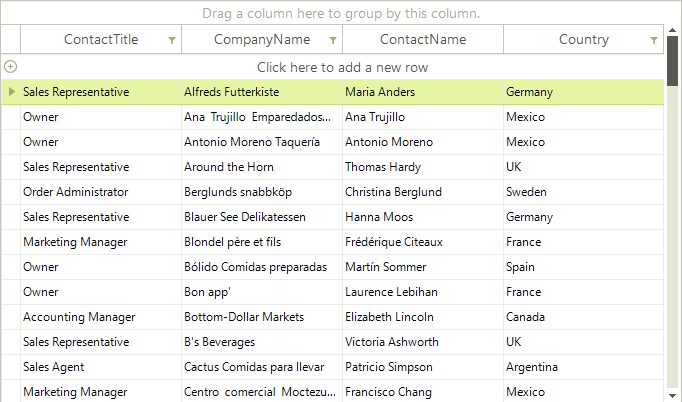 Drag a column here to group by this column.
ContactTitle CompanyName ContactName Country
Click here to add a new row
Sales Representative Alfreds Futterkiste Maria Anders Germany
Owner Ana Trujillo Emparedados... Ana Trujillo Mexico
Owner Antonio Moreno Taquería Antonio Moreno Mexico
Sales Representative Around the Horn Thomas Hardy UK
Order Administrator Berglunds snabbköp Christina Berglund Sweden
Sales Representative Blauer See Delikatessen Hanna Moos Germany
Marketing Manager Blondel père et fils Frédérique Citeaux France
Owner Bólido Comidas preparadas Martín Sommer Spain
Owner Bon app' Laurence Lebihan France
Accounting Manager Bottom-Dollar Markets Elizabeth Lincoln Canada
Sales Representative B's Beverages Victoria Ashworth UK
Sales Agent Cactus Comidas para llevar Patricio Simpson Argentina
Marketing Manager Centro comercial Moctezu... Francisco Chang Mexico